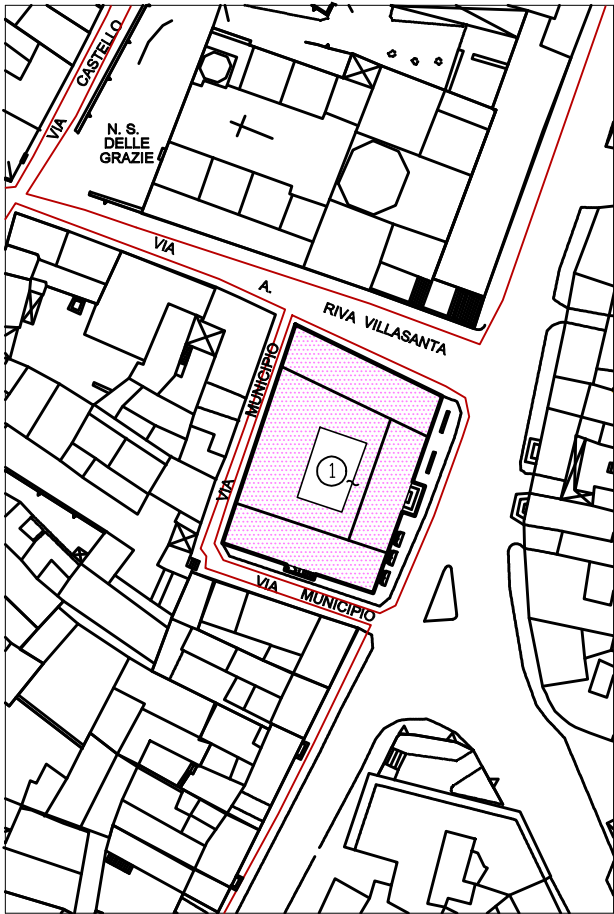 VIA CASTELLO
N. S.
DELLE
GRAZIE
VIA A. RIVA VILLASANTA
VIA MUNICIPIO
1
VIA MUNICIPIO